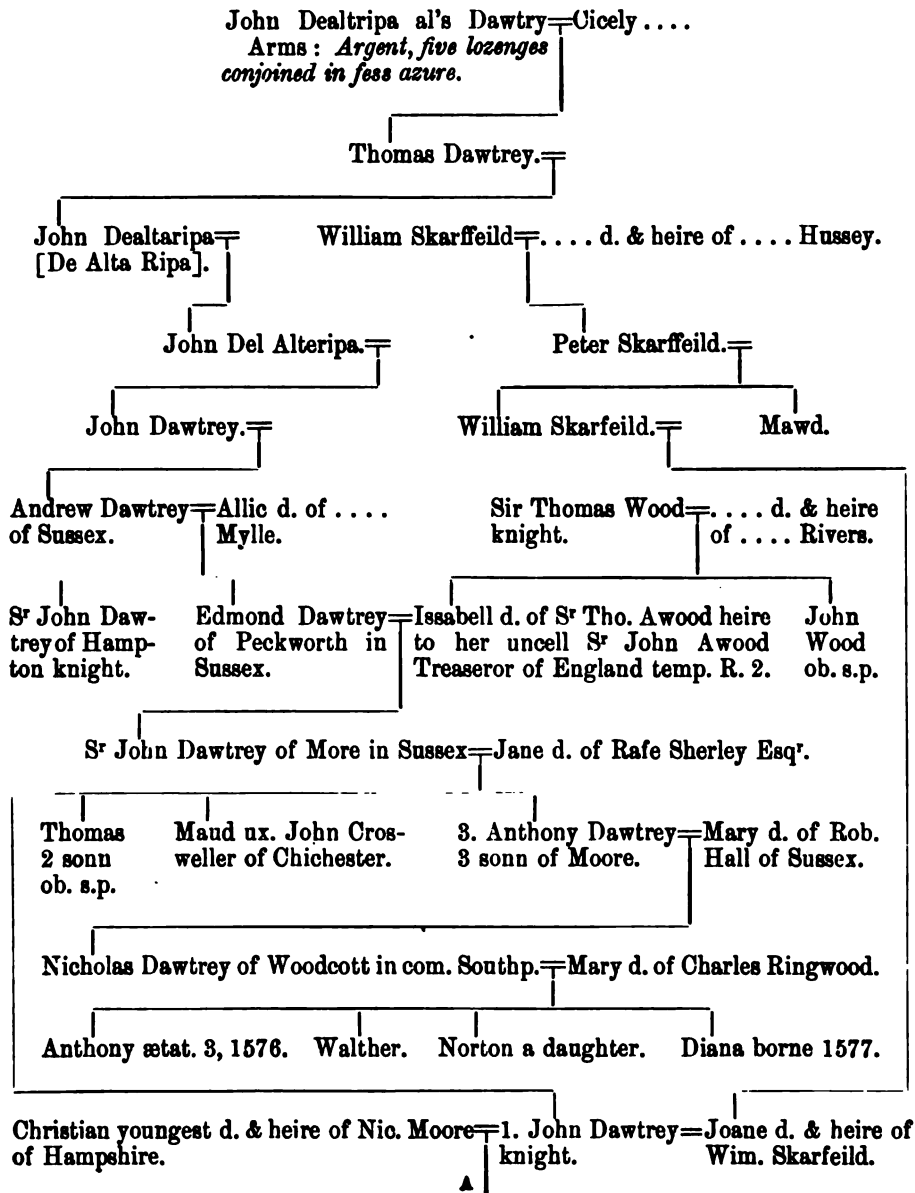 John Dealtripa al's Dawtry=Cicely ....
Arms : Argent, five lozenges
conjoined in fess azure.
Thomas Dawtrey.=
John Dealtaripa=
[De Alta Ripa].
William Skarffeild=.... d. & heire of .... Hussey.
John Del Alteripa.=
Peter Skarffeild.=
John Dawtrey.=
William Skarfeild.=
Mawd.
Andrew Dawtrey=Allic d. of ....
of Sussex. Mylle.
Sir Thomas Wood=.... d. & heire
knight. of .... Rivers.
Sr John Daw-
trey of Hamp-
ton knight.
Edmond Dawtrey=Issabell d. of Sr Tho. Awood heire
of Peckworth in to her uncell Sr John Awood
Sussex. Treaseror of England temp. R. 2.
John
Wood
ob. s.p.
Sr John Dawtrey of More in Sussex=Jane d. of Rafe Sherley Esqr.
Thomas
2 sonn
ob. s.p.
Maud ux. John Cros-
weller of Chichester.
3. Anthony Dawtrey=Mary d. of Rob.
3 sonn of Moore. Hall of Sussex.
Nicholas Dawtrey of Woodcott in com. Southp.=Mary d. of Charles Ringwood.
Anthony ætat. 3, 1576. Walther. Norton a daughter. Diana borne 1577.
Christian youngest d. & heire of Nic. Moore=1. John Dawtrey=Joane d. & heire of
of Hampshire. knight. Wim. Skarfeild.
A